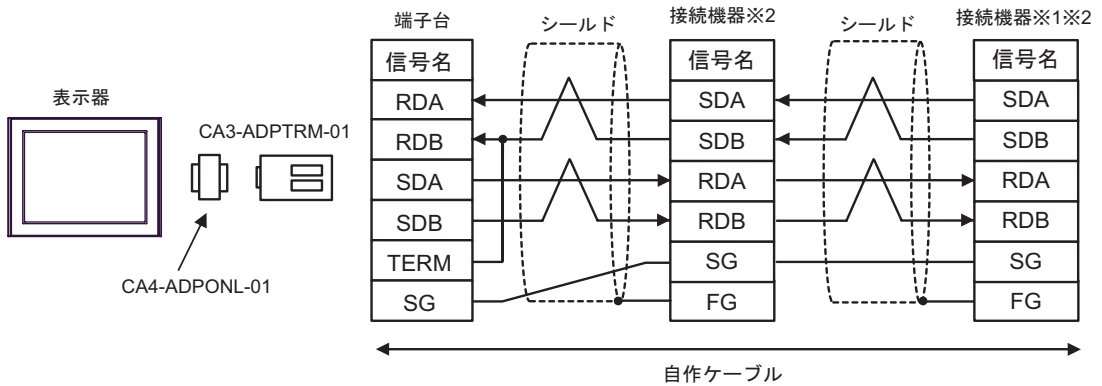 表示器
CA3-ADPTRM-01
CA4-ADPONL-01
端子台
信号名
RDA
RDB
SDA
SDB
TERM
SG
シールド
接続機器※2
信号名
SDA
SDB
RDA
RDB
SG
FG
シールド
接続機器※1※2
信号名
SDA
SDB
RDA
RDB
SG
FG
自作ケーブル